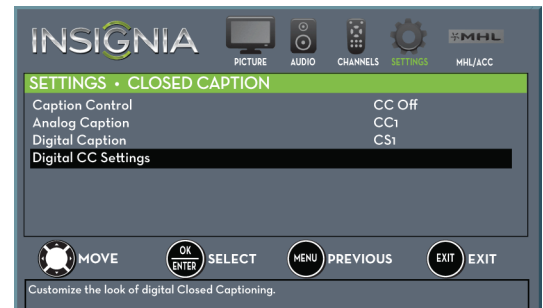 INSIGNIA
PICTURE AUDIO CHANNELS SETTINGS MHL MHL/ACC
SETTINGS • CLOSED CAPTION
Caption Control CC Off
Analog Caption CC1
Digital Caption CS1
Digital CC Settings
MOVE OK ENTER SELECT MENU PREVIOUS EXIT EXIT
Customize the look of digital Closed Captioning.